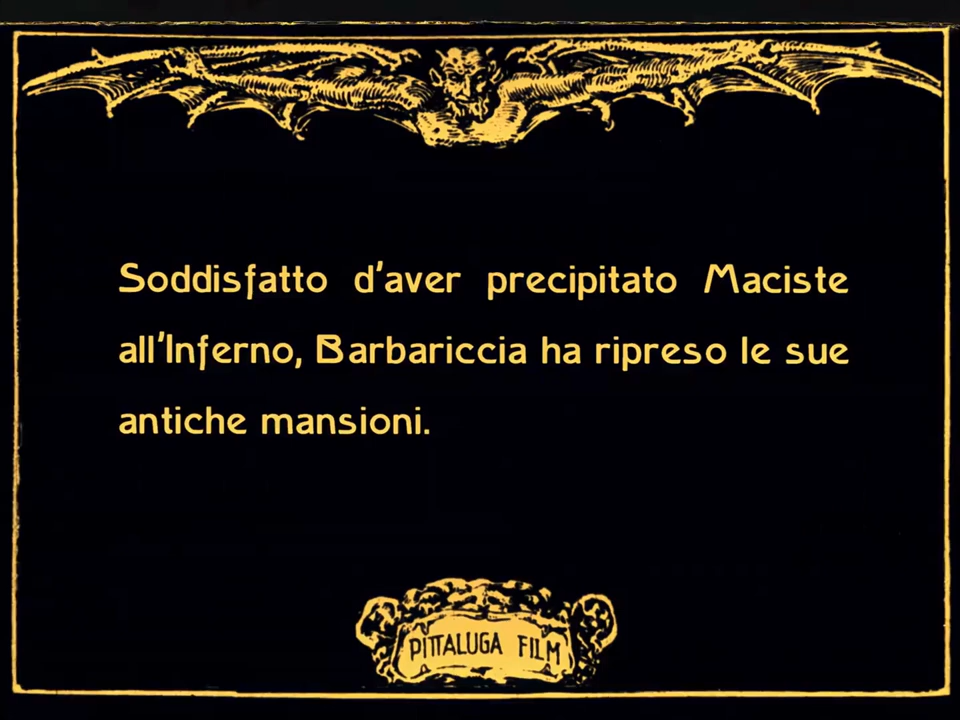 Soddisfatto d'aver precipitato Maciste
all'Inferno, Barbariccia ha ripreso le sue
antiche mansioni.
PITTALUGA FILM